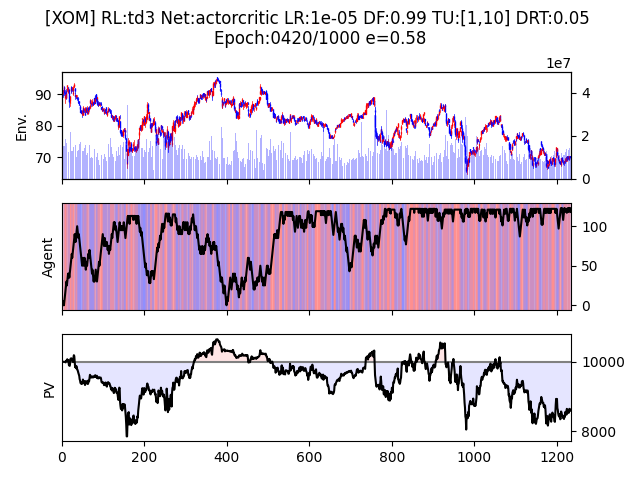 [XOM] RL:td3 Net:actorcritic LR:1e-05 DF:0.99 TU:[1,10] DRT:0.05
Epoch:0420/1000 e=0.58
1e7
Env.
90
80
70
4
2
0
Agent
100
50
0
PV
10000
8000
0 200 400 600 800 1000 1200